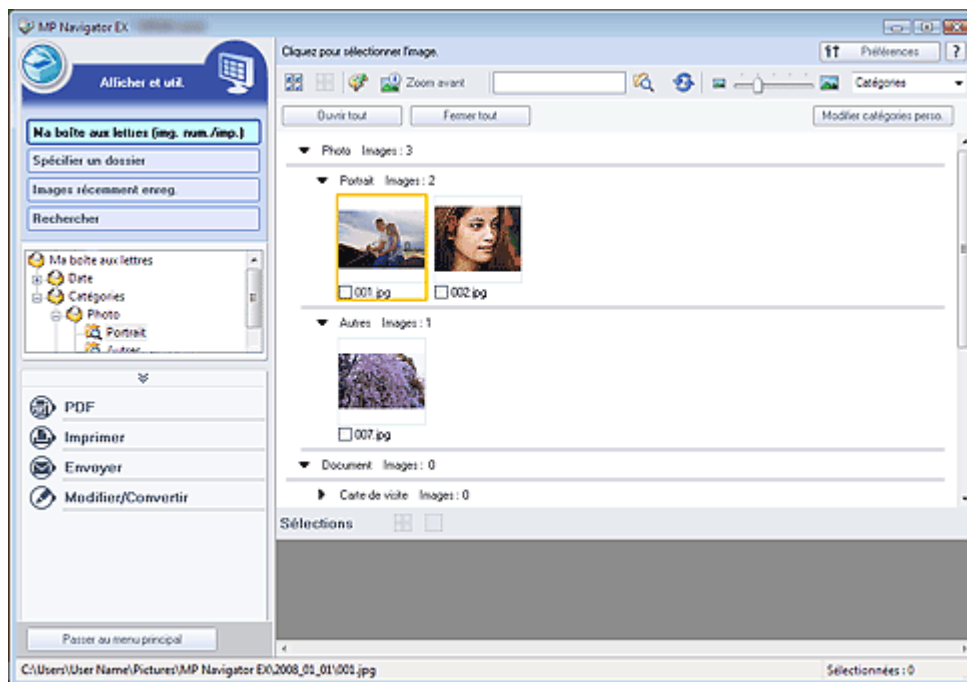 MP Navigator EX
Afficher et util.
Ma boîte aux lettres (img. num./imp.)
Spécifier un dossier
Images récemment enreg.
Rechercher
Ma boîte aux lettres
Date
Catégories
Photo
Portrait
Autres
PDF
Imprimer
Envoyer
Modifier/Convertir
Passer au menu principal
Cliquez pour sélectionner l'image.
Préférences
?
Zoom avant
Catégories
Ouvrir tout
Fermer tout
Modifier catégories perso.
Photo Images : 3
Portrait Images : 2
001.jpg
002.jpg
Autres Images : 1
007.jpg
Document Images : 0
Carte de visite Images : 0
Sélections
C:\Users\User Name\Pictures\MP Navigator EX\2008_01_01\001.jpg
Sélectionnées : 0